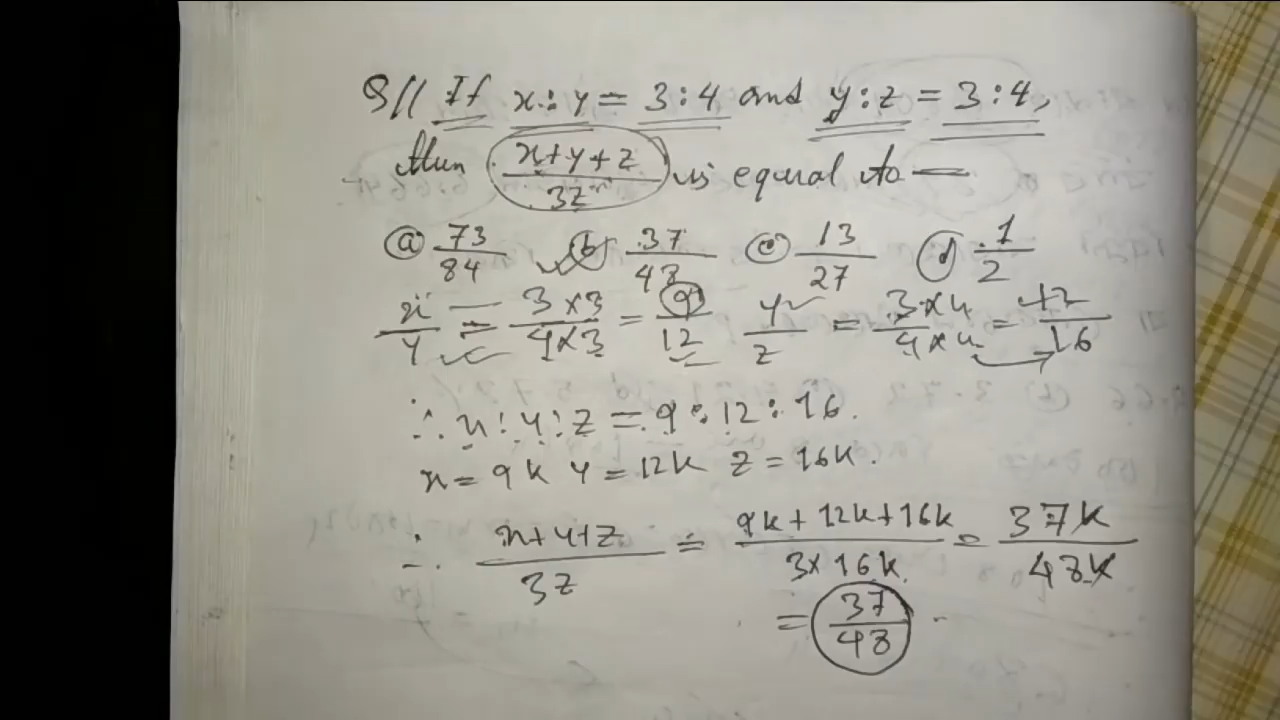 Q// If x:y = 3:4 and y:z = 3:4,
then (x+y+z)/3z is equal to —
(a) 73/84 (b) 37/48 (c) 13/27 (d) 1/2
x/y = 3×3/4×3 = 9/12 y/z = 3×4/4×4 = 12/16
∴ x:y:z = 9:12:16.
x = 9k y = 12k z = 16k.
∴ x+y+z/3z = 9k+12k+16k/3×16k = 37k/48k
= 37/48